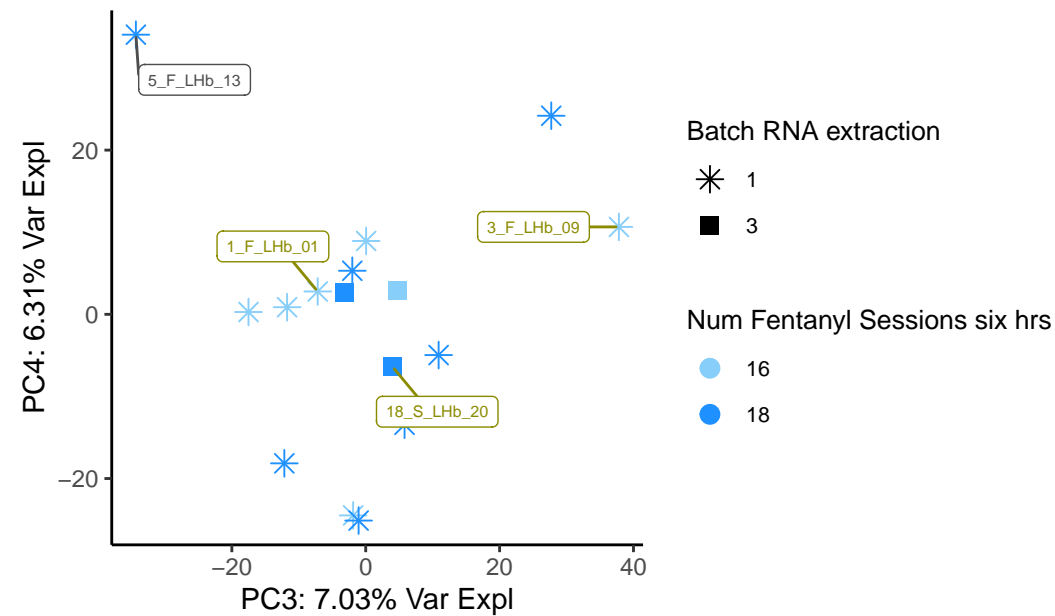 5_F_LHb_13
3_F_LHb_09
1_F_LHb_01
18_S_LHb_20
20
0
−20
−20
0
20
40
PC4: 6.31% Var Expl
PC3: 7.03% Var Expl
Batch RNA extraction
1
3
Num Fentanyl Sessions six hrs
16
18